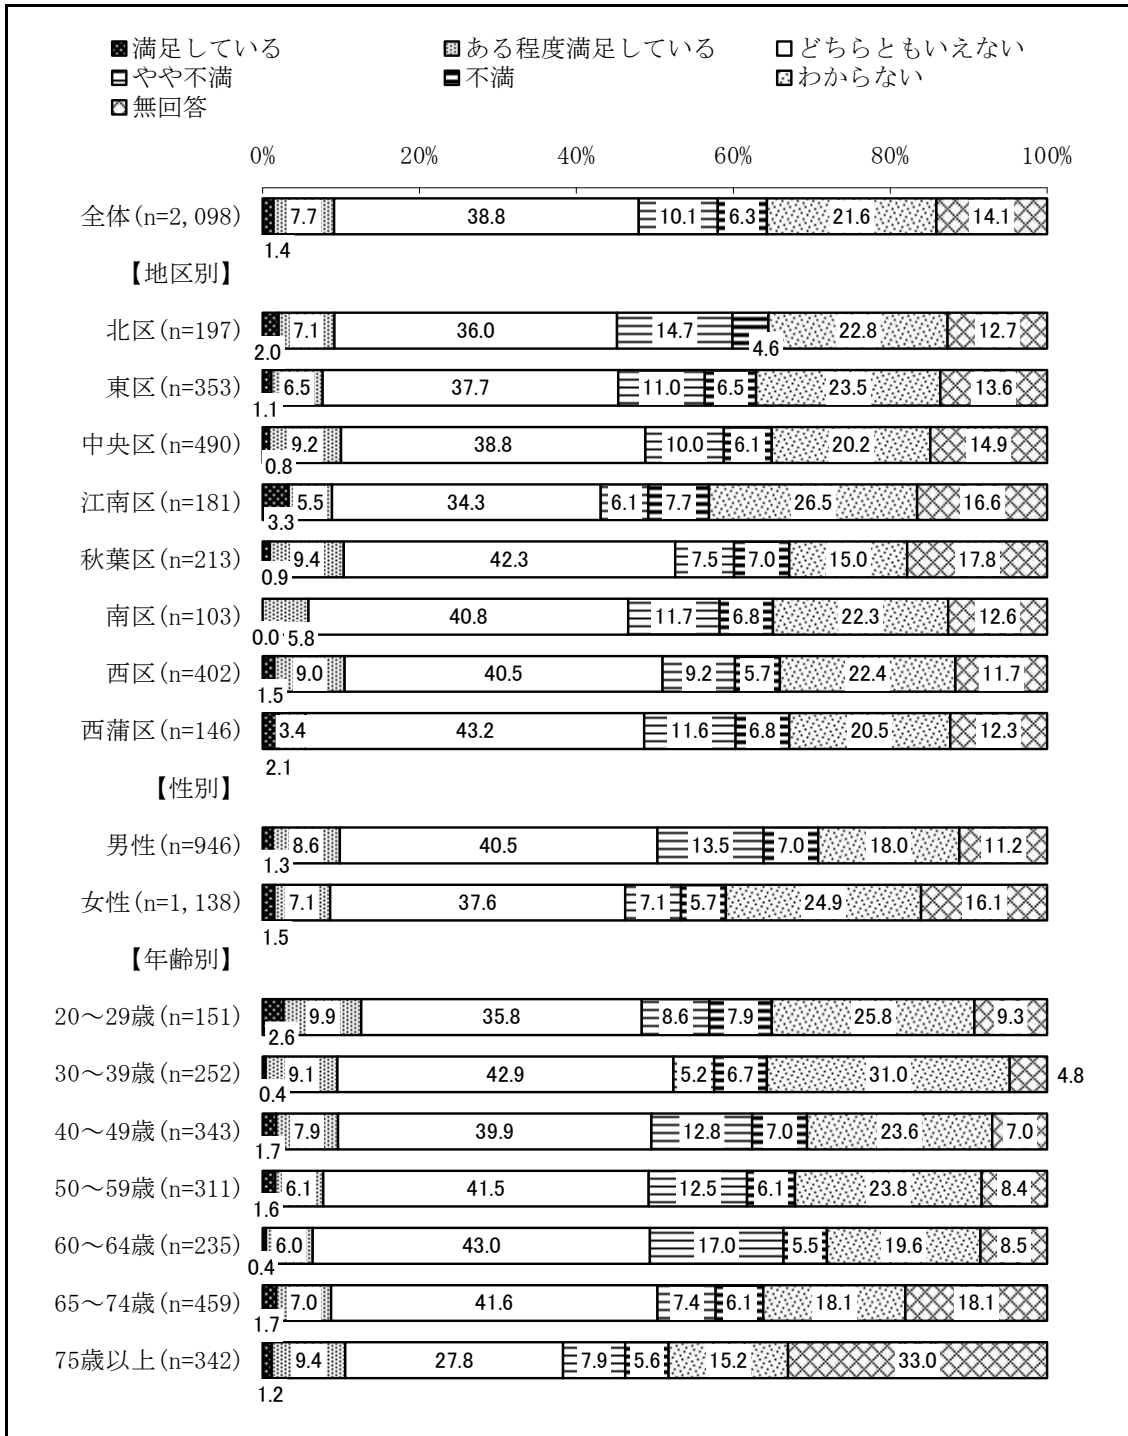 満足している ある程度満足している どちらともいえない
やや不満 不満 わからない
無回答
0% 20% 40% 60% 80% 100%
全体(n=2,098) 7.7 38.8 10.1 6.3 21.6 14.1
1.4
【地区別】
北区(n=197) 7.1 36.0 14.7 22.8 12.7
2.0 4.6
東区(n=353) 6.5 37.7 11.0 6.5 23.5 13.6
1.1
中央区(n=490) 9.2 38.8 10.0 6.1 20.2 14.9
0.8
江南区(n=181) 5.5 34.3 6.1 7.7 26.5 16.6
3.3
秋葉区(n=213) 9.4 42.3 7.5 7.0 15.0 17.8
0.9
南区(n=103) 40.8 11.7 6.8 22.3 12.6
0.0 5.8
西区(n=402) 9.0 40.5 9.2 5.7 22.4 11.7
1.5
西蒲区(n=146) 3.4 43.2 11.6 6.8 20.5 12.3
2.1
【性別】
男性(n=946) 8.6 40.5 13.5 7.0 18.0 11.2
1.3
女性(n=1,138) 7.1 37.6 7.1 5.7 24.9 16.1
1.5
【年齢別】
20～29歳(n=151) 9.9 35.8 8.6 7.9 25.8 9.3
2.6
30～39歳(n=252) 9.1 42.9 5.2 6.7 31.0 4.8
0.4
40～49歳(n=343) 7.9 39.9 12.8 7.0 23.6 7.0
1.7
50～59歳(n=311) 6.1 41.5 12.5 6.1 23.8 8.4
1.6
60～64歳(n=235) 6.0 43.0 17.0 5.5 19.6 8.5
0.4
65～74歳(n=459) 7.0 41.6 7.4 6.1 18.1 18.1
1.7
75歳以上(n=342) 9.4 27.8 7.9 5.6 15.2 33.0
1.2